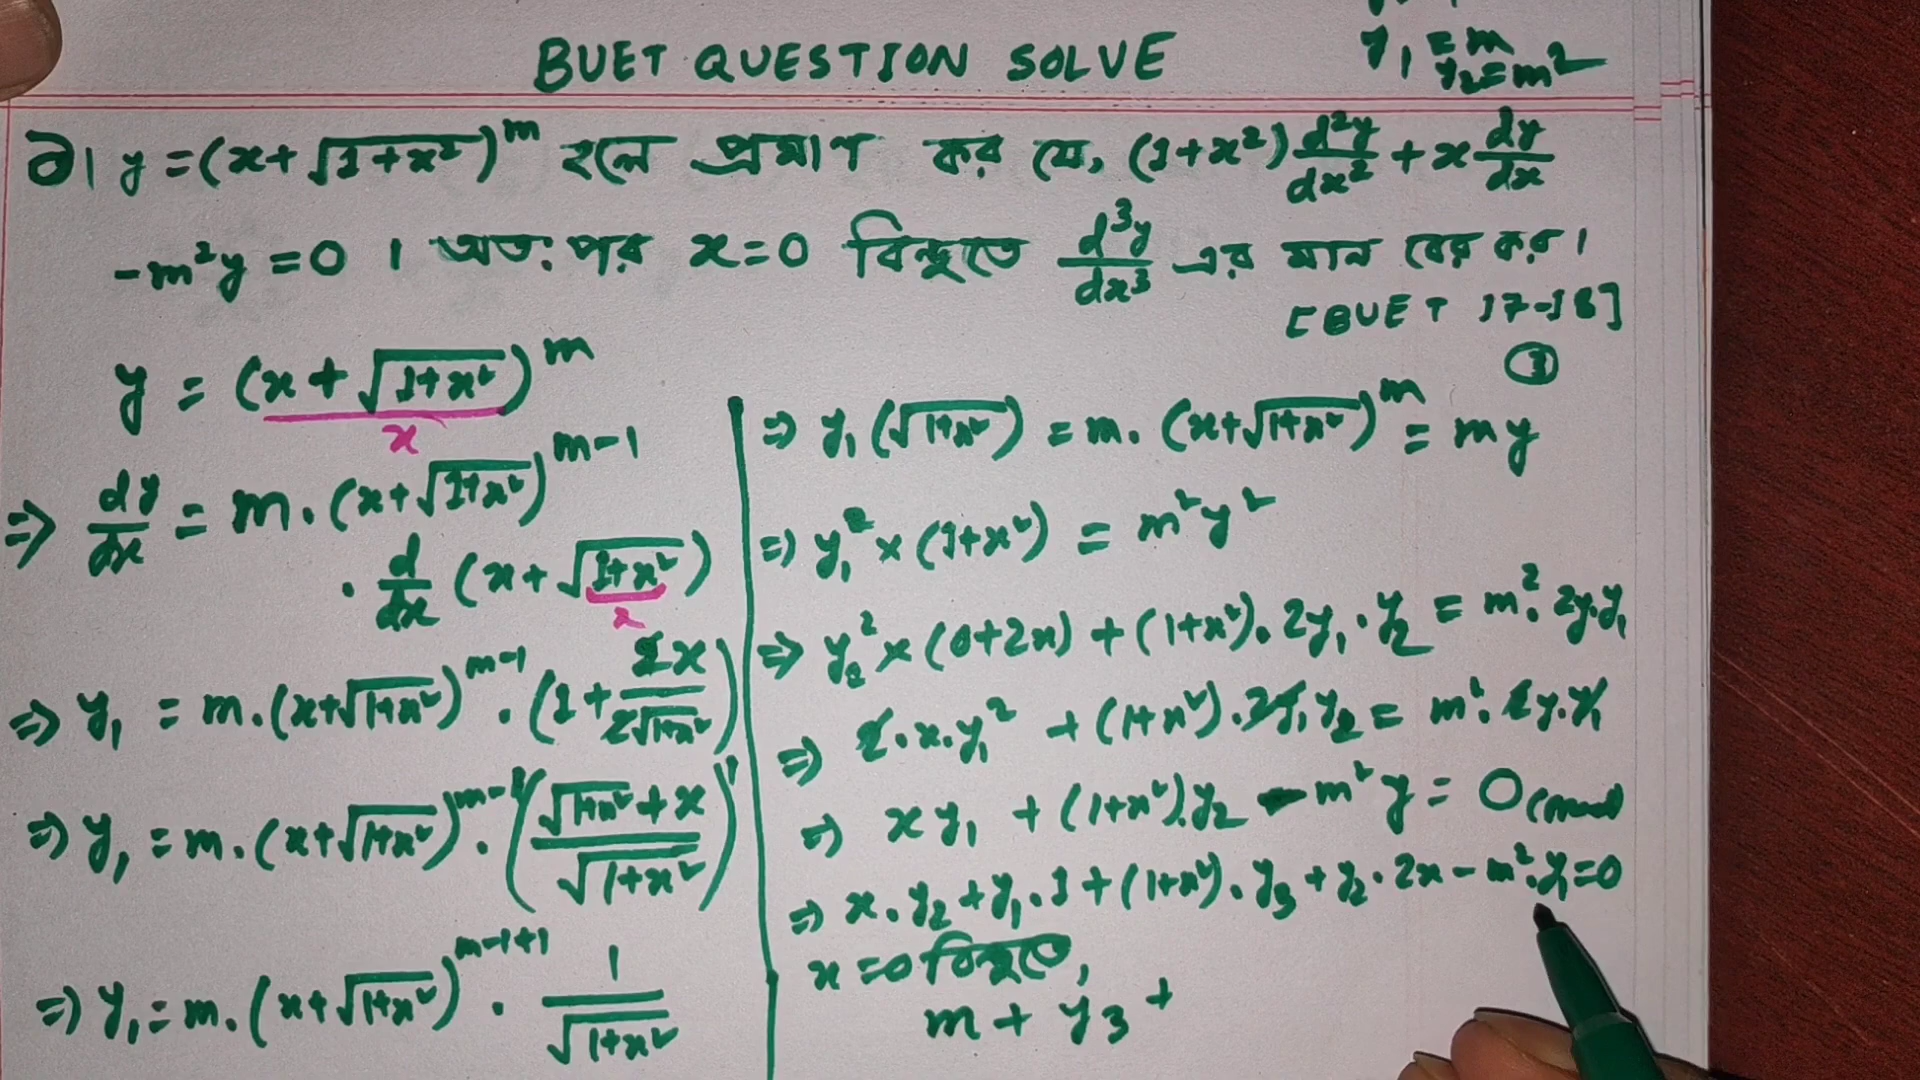 BUET QUESTION SOLVE
y₁ = m
y₂ = m²
৯| y = (x+√(1+x²))^m হলে প্রমাণ কর যে, (1+x²) d²y/dx² + x dy/dx
-m²y = 0 । অত:পর x=0 বিন্দুতে d³y/dx³ এর মান বের কর।
[BUET 17-18]
y = (x+√(1+x²))^m
x
⇒ dy/dx = m.(x+√(1+x²))^(m-1)
. d/dx (x+√(1+x²))
x
⇒ y₁ = m.(x+√(1+x²))^(m-1) . (1+ 2x/(2√(1+x²)))
⇒ y₁ = m.(x+√(1+x²))^(m-1) . ((√(1+x²)+x)/√(1+x²))¹
⇒ y₁ = m.(x+√(1+x²))^(m-1+1) . 1/√(1+x²)
①
⇒ y₁(√(1+x²)) = m.(x+√(1+x²))^m = my
⇒ y₁² × (1+x²) = m²y²
⇒ y₁² × (0+2x) + (1+x²).2y₁.y₂ = m².2y.y₁
⇒ 2.x.y₁² + (1+x²).2y₁y₂ = m².2y.y₁
⇒ xy₁ + (1+x²).y₂ - m²y = 0
⇒ x.y₂+y₁.1+(1+x²).y₃+y₂.2x-m².y₁=0
x=0 বিন্দুতে,
m + y₃ +